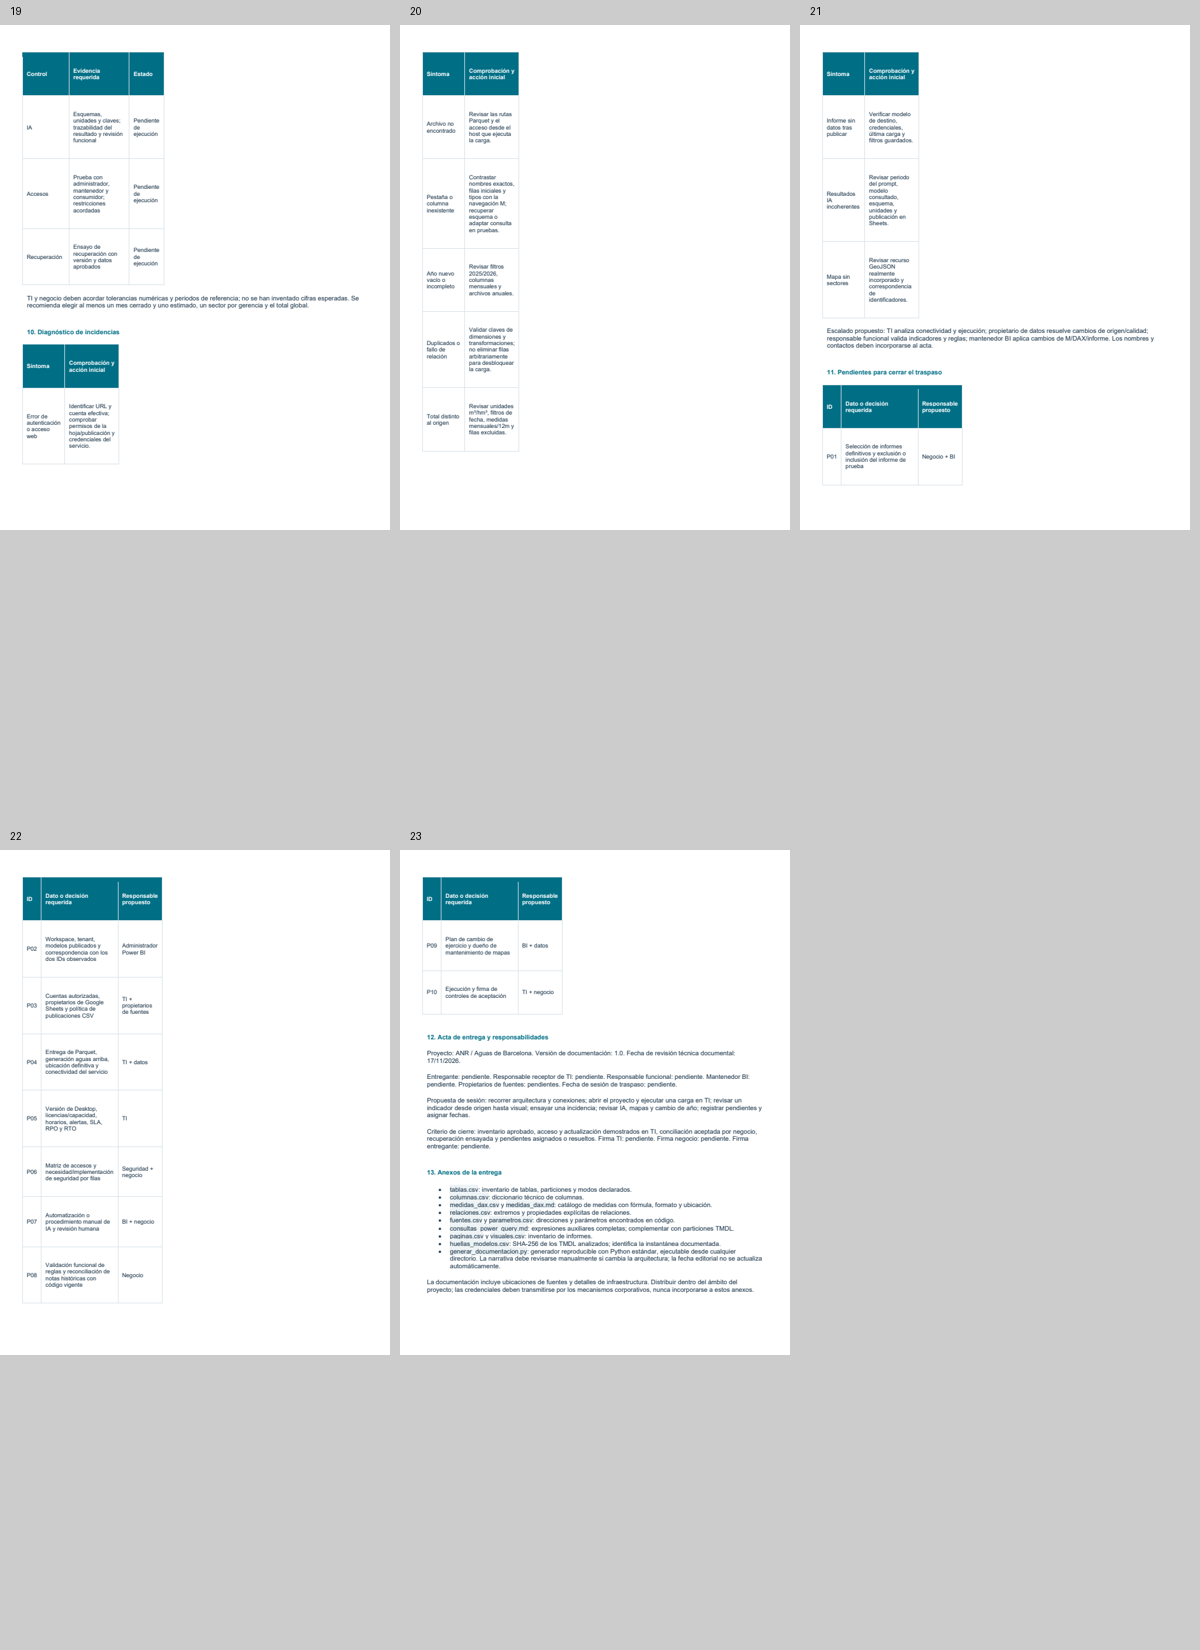 19
Control
Evidencia
requerida
Estado
IA
Esquemas,
unidades y claves;
trazabilidad del
resultado y revisión
funcional
Pendiente
de
ejecución
Accesos
Prueba con
administrador,
mantenedor y
consumidor;
restricciones
acordadas
Pendiente
de
ejecución
Recuperación
Ensayo de
recuperación con
versión y datos
aprobados
Pendiente
de
ejecución
TI y negocio deben acordar tolerancias numéricas y periodos de referencia; no se han inventado cifras esperadas. Se
recomienda elegir al menos un mes cerrado y uno estimado, un sector por gerencia y el total global.
10. Diagnóstico de incidencias
Síntoma
Comprobación y
acción inicial
Error de
autenticación
o acceso
web
Identificar URL y
cuenta efectiva;
comprobar
permisos de la
hoja/publicación y
credenciales del
servicio.
20
Síntoma
Comprobación y
acción inicial
Archivo no
encontrado
Revisar las rutas
Parquet y el
acceso desde el
host que ejecuta
la carga.
Pestaña o
columna
inexistente
Contrastar
nombres exactos,
filas iniciales y
tipos con la
navegación M;
recuperar
esquema o
adaptar consulta
en pruebas.
Año nuevo
vacío o
incompleto
Revisar filtros
2025/2026,
columnas
mensuales y
archivos anuales.
Duplicados o
fallo de
relación
Validar claves de
dimensiones y
transformaciones;
no eliminar filas
arbitrariamente
para desbloquear
la carga.
Total distinto
al origen
Revisar unidades
m³/hm³, filtros de
fecha, medidas
mensuales/12m y
filas excluidas.
21
Síntoma
Comprobación y
acción inicial
Informe sin
datos tras
publicar
Verificar modelo
de destino,
credenciales,
última carga y
filtros guardados.
Resultados
IA
incoherentes
Revisar periodo
del prompt,
modelo
consultado,
esquema,
unidades y
publicación en
Sheets.
Mapa sin
sectores
Revisar recurso
GeoJSON
realmente
incorporado y
correspondencia
de
identificadores.
Escalado propuesto: TI analiza conectividad y ejecución; propietario de datos resuelve cambios de origen/calidad;
responsable funcional valida indicadores y reglas; mantenedor BI aplica cambios de M/DAX/informe. Los nombres y
contactos deben incorporarse al acta.
11. Pendientes para cerrar el traspaso
ID
Dato o decisión
requerida
Responsable
propuesto
P01
Selección de informes
definitivos y exclusión o
inclusión del informe de
prueba
Negocio + BI
22
ID
Dato o decisión
requerida
Responsable
propuesto
P02
Workspace, tenant,
modelos publicados y
correspondencia con los
dos IDs observados
Administrador
Power BI
P03
Cuentas autorizadas,
propietarios de Google
Sheets y política de
publicaciones CSV
TI +
propietarios
de fuentes
P04
Entrega de Parquet,
generación aguas arriba,
ubicación definitiva y
conectividad del servicio
TI + datos
P05
Versión de Desktop,
licencias/capacidad,
horarios, alertas, SLA,
RPO y RTO
TI
P06
Matriz de accesos y
necesidad/implementación
de seguridad por filas
Seguridad +
negocio
P07
Automatización o
procedimiento manual de
IA y revisión humana
BI + negocio
P08
Validación funcional de
reglas y reconciliación de
notas históricas con
código vigente
Negocio
23
ID
Dato o decisión
requerida
Responsable
propuesto
P09
Plan de cambio de
ejercicio y dueño de
mantenimiento de mapas
BI + datos
P10
Ejecución y firma de
controles de aceptación
TI + negocio
12. Acta de entrega y responsabilidades
Proyecto: ANR / Aguas de Barcelona. Versión de documentación: 1.0. Fecha de revisión técnica documental:
17/11/2026.
Entregante: pendiente. Responsable receptor de TI: pendiente. Responsable funcional: pendiente. Mantenedor BI:
pendiente. Propietarios de fuentes: pendientes. Fecha de sesión de traspaso: pendiente.
Propuesta de sesión: recorrer arquitectura y conexiones; abrir el proyecto y ejecutar una carga en TI; revisar un
indicador desde origen hasta visual; ensayar una incidencia; revisar IA, mapas y cambio de año; registrar pendientes y
asignar fechas.
Criterio de cierre: inventario aprobado, acceso y actualización demostrados en TI, conciliación aceptada por negocio,
recuperación ensayada y pendientes asignados o resueltos. Firma TI: pendiente. Firma negocio: pendiente. Firma
entregante: pendiente.
13. Anexos de la entrega
• tablas.csv: inventario de tablas, particiones y modos declarados.
• columnas.csv: diccionario técnico de columnas.
• medidas_dax.csv y medidas_dax.md: catálogo de medidas con fórmula, formato y ubicación.
• relaciones.csv: extremos y propiedades explícitas de relaciones.
• fuentes.csv y parametros.csv: direcciones y parámetros encontrados en código.
• consultas_power_query.md: expresiones auxiliares completas; complementar con particiones TMDL.
• paginas.csv y visuales.csv: inventario de informes.
• huellas_modelos.csv: SHA-256 de los TMDL analizados; identifica la instantánea documentada.
• generar_documentacion.py: generador reproducible con Python estándar, ejecutable desde cualquier
directorio. La narrativa debe revisarse manualmente si cambia la arquitectura; la fecha editorial no se actualiza
automáticamente.
La documentación incluye ubicaciones de fuentes y detalles de infraestructura. Distribuir dentro del ámbito del
proyecto; las credenciales deben transmitirse por los mecanismos corporativos, nunca incorporarse a estos anexos.